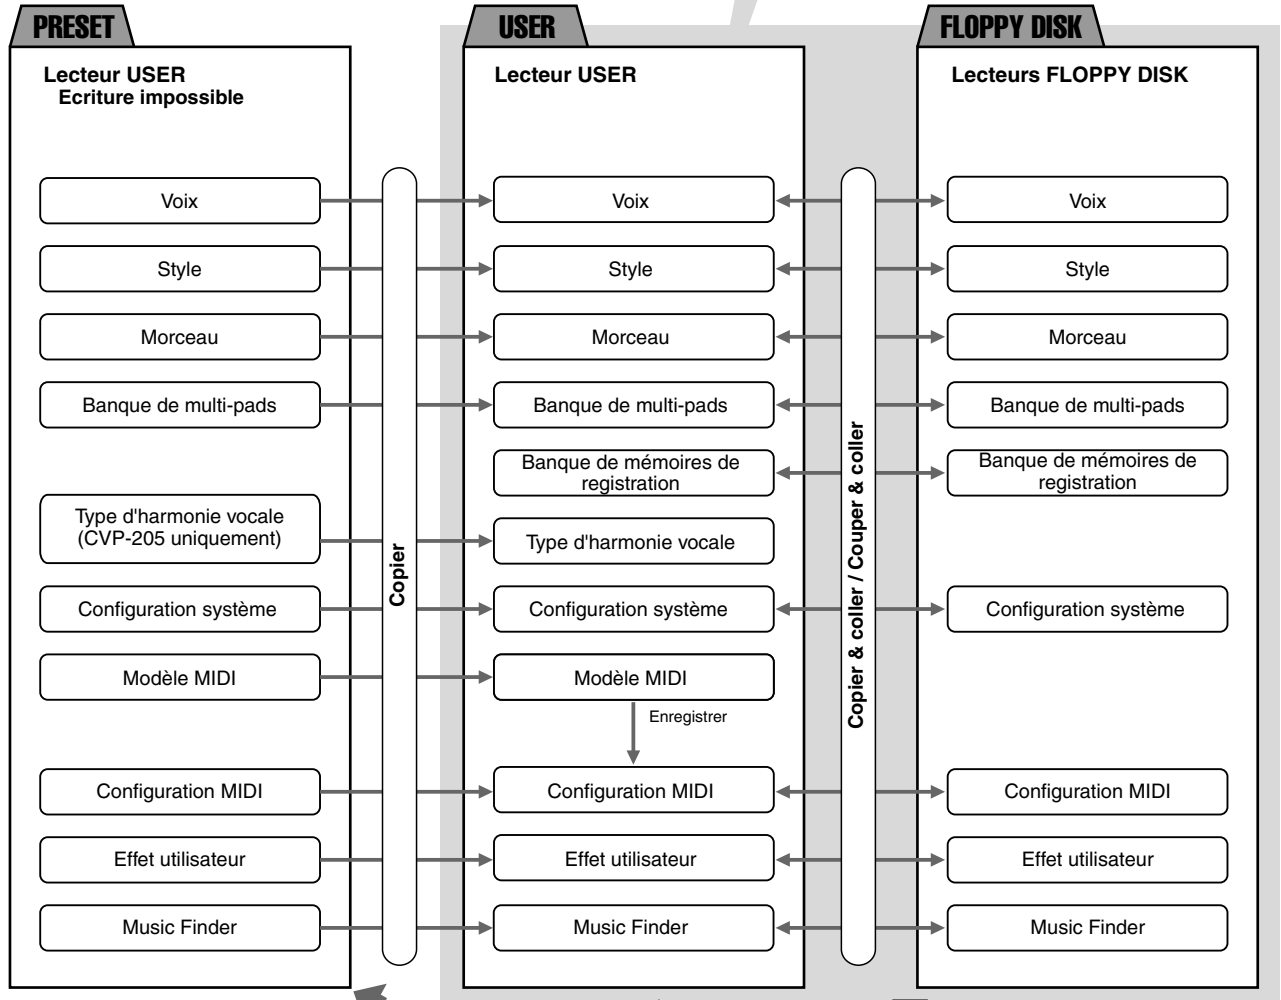 PRESET
Lecteur USER
Ecriture impossible
Voix
Style
Morceau
Banque de multi-pads
Type d'harmonie vocale
(CVP-205 uniquement)
Configuration système
Modèle MIDI
Configuration MIDI
Effet utilisateur
Music Finder
Copier
USER
Lecteur USER
Voix
Style
Morceau
Banque de multi-pads
Banque de mémoires de
registration
Type d'harmonie vocale
Configuration système
Modèle MIDI
Enregistrer
Configuration MIDI
Effet utilisateur
Music Finder
Copier & coller / Couper & coller
FLOPPY DISK
Lecteurs FLOPPY DISK
Voix
Style
Morceau
Banque de multi-pads
Banque de mémoires de
registration
Configuration système
Configuration MIDI
Effet utilisateur
Music Finder